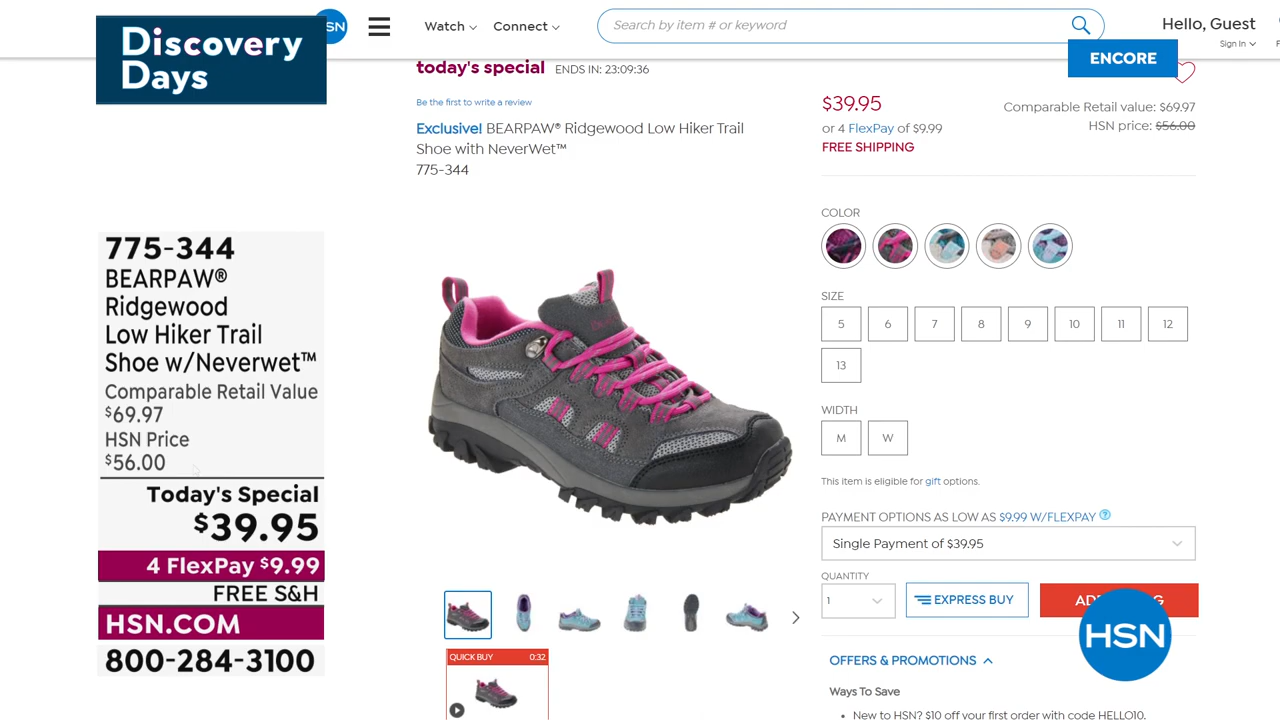 Discovery
Days
SN
Watch
Connect
Search by item # or keyword
Hello, Guest
Sign In
ENCORE
today's special ENDS IN: 23:09:36
Be the first to write a review
Exclusive! BEARPAW® Ridgewood Low Hiker Trail
Shoe with NeverWet™
775-344
$39.95
or 4 FlexPay of $9.99
FREE SHIPPING
Comparable Retail value: $69.97
HSN price: $56.00
COLOR
SIZE
5 6 7 8 9 10 11 12
13
WIDTH
M W
This item is eligible for gift options.
PAYMENT OPTIONS AS LOW AS $9.99 W/FLEXPAY ?
Single Payment of $39.95
QUANTITY
1
EXPRESS BUY
HSN
OFFERS & PROMOTIONS
Ways To Save
• New to HSN? $10 off your first order with code HELLO10.
QUICK BUY 0:32
775-344
BEARPAW®
Ridgewood
Low Hiker Trail
Shoe w/Neverwet™
Comparable Retail Value
$69.97
HSN Price
$56.00
Today's Special
$39.95
4 FlexPay $9.99
FREE S&H
HSN.COM
800-284-3100